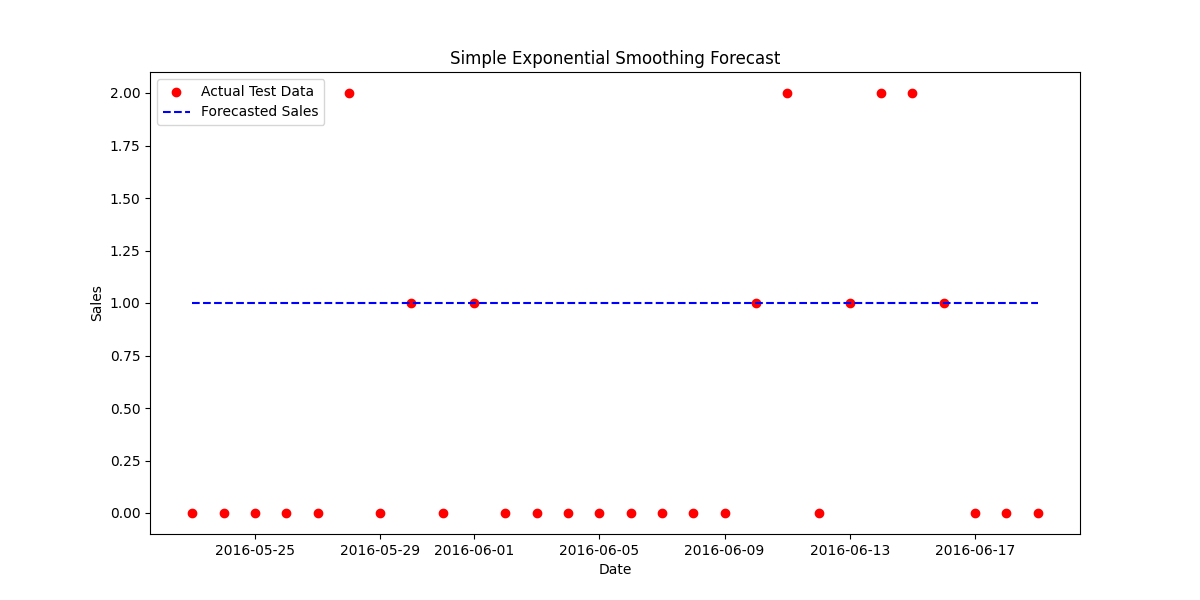 Simple Exponential Smoothing Forecast
Actual Test Data
Forecasted Sales
2.00
1.75
1.50
1.25
1.00
0.75
0.50
0.25
0.00
Sales
2016-05-25 2016-05-29 2016-06-01 2016-06-05 2016-06-09 2016-06-13 2016-06-17
Date